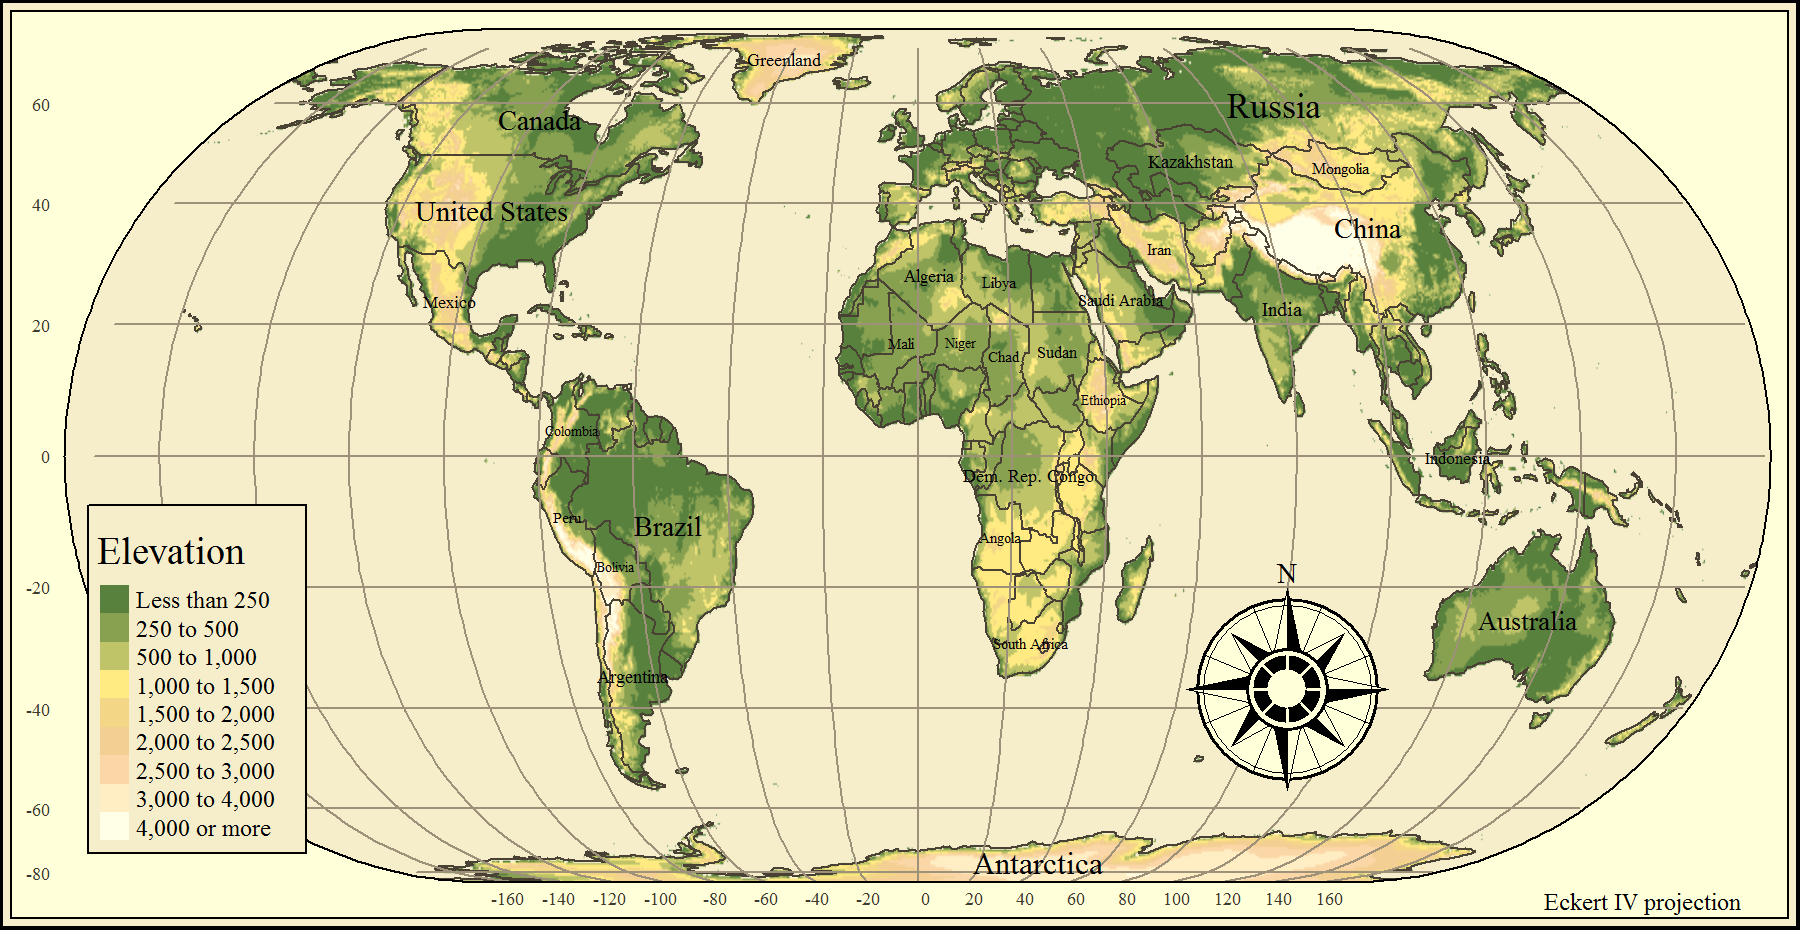 Greenland
60
Canada
Russia
Kazakhstan
Mongolia
40
United States
China
Iran
Algeria
Libya
Mexico
Saudi Arabia
India
20
Mali
Niger
Chad
Sudan
Ethiopia
Colombia
0
Indonesia
Dem. Rep. Congo
Peru
Brazil
Angola
Bolivia
N
-20
Australia
South Africa
Argentina
-40
-60
-80
Antarctica
Elevation
Less than 250
250 to 500
500 to 1,000
1,000 to 1,500
1,500 to 2,000
2,000 to 2,500
2,500 to 3,000
3,000 to 4,000
4,000 or more
-160 -140 -120 -100 -80 -60 -40 -20 0 20 40 60 80 100 120 140 160
Eckert IV projection